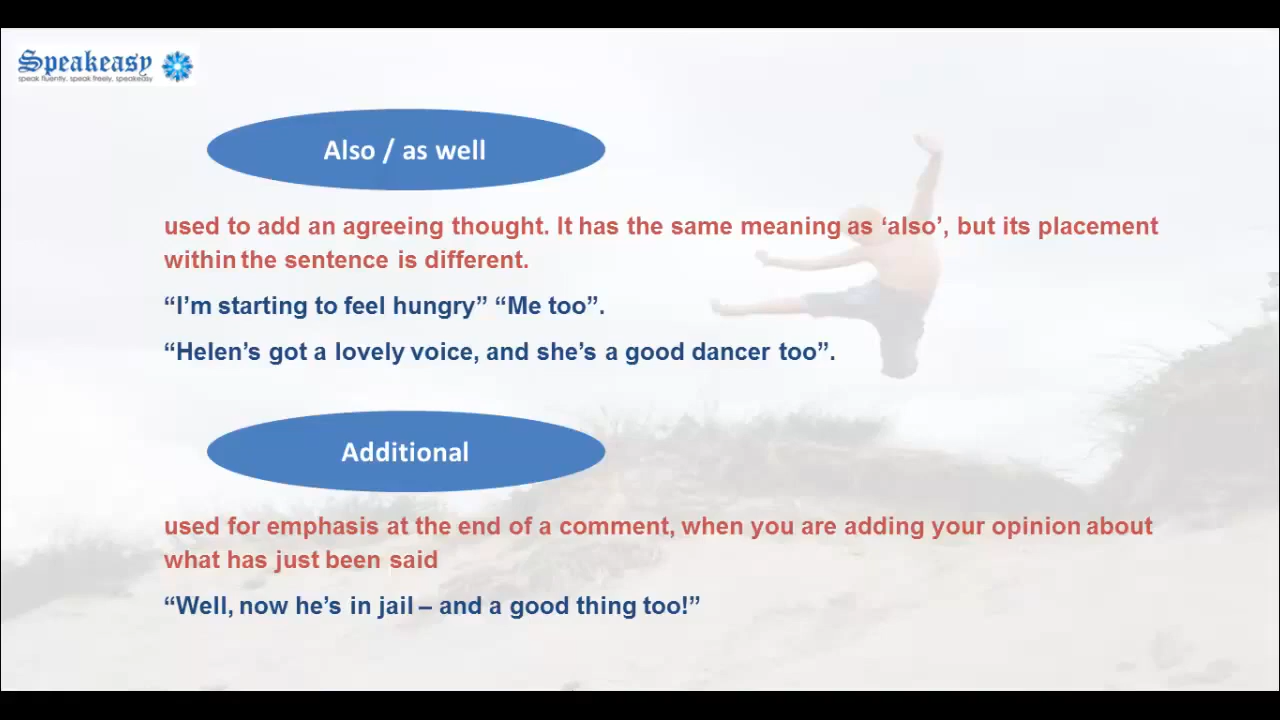 Speakeasy
speak fluently, speak freely, speakeasy
Also / as well
used to add an agreeing thought. It has the same meaning as ‘also’, but its placement
within the sentence is different.
“I’m starting to feel hungry” “Me too”.
“Helen’s got a lovely voice, and she’s a good dancer too”.
Additional
used for emphasis at the end of a comment, when you are adding your opinion about
what has just been said
“Well, now he’s in jail – and a good thing too!”